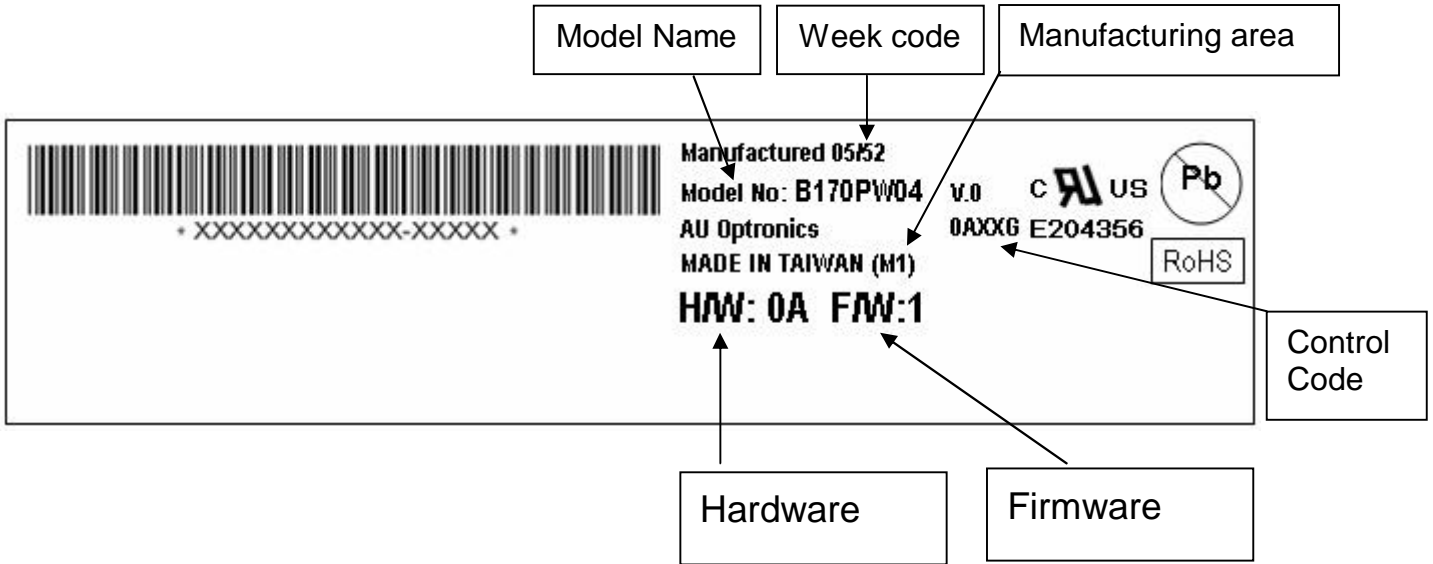 Model Name
Week code
Manufacturing area
Manufactured 05/52
Model No: B170PW04 V.0
C RU US
Pb
* XXXXXXXXXXXX-XXXXX *
AU Optronics 0AXXG E204356
MADE IN TAIWAN (M1)
RoHS
H/W: 0A F/W:1
Control
Code
Hardware
Firmware